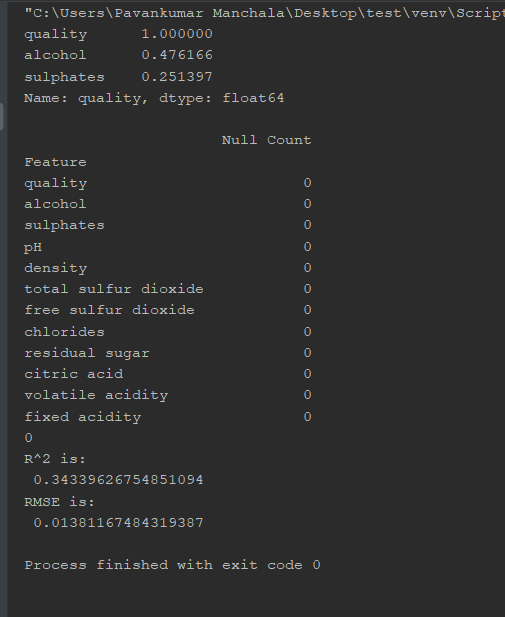 "C:\Users\Pavankumar Manchala\Desktop\test\venv\Script
quality 1.000000
alcohol 0.476166
sulphates 0.251397
Name: quality, dtype: float64
Null Count
Feature
quality 0
alcohol 0
sulphates 0
pH 0
density 0
total sulfur dioxide 0
free sulfur dioxide 0
chlorides 0
residual sugar 0
citric acid 0
volatile acidity 0
fixed acidity 0
0
R^2 is:
0.34339626754851094
RMSE is:
0.01381167484319387
Process finished with exit code 0